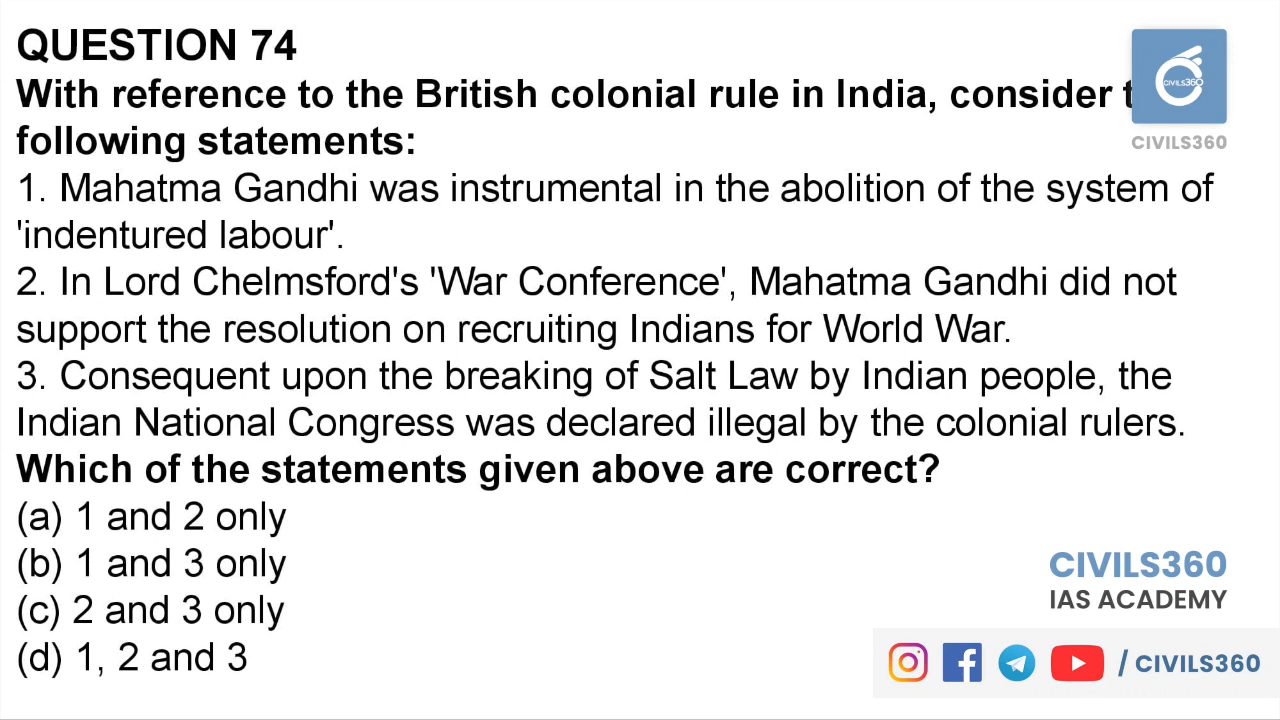 QUESTION 74
With reference to the British colonial rule in India, consider t
following statements:
1. Mahatma Gandhi was instrumental in the abolition of the system of
'indentured labour'.
2. In Lord Chelmsford's 'War Conference', Mahatma Gandhi did not
support the resolution on recruiting Indians for World War.
3. Consequent upon the breaking of Salt Law by Indian people, the
Indian National Congress was declared illegal by the colonial rulers.
Which of the statements given above are correct?
(a) 1 and 2 only
(b) 1 and 3 only
(c) 2 and 3 only
(d) 1, 2 and 3
CIVILS360
CIVILS360
CIVILS360
IAS ACADEMY
/ CIVILS360